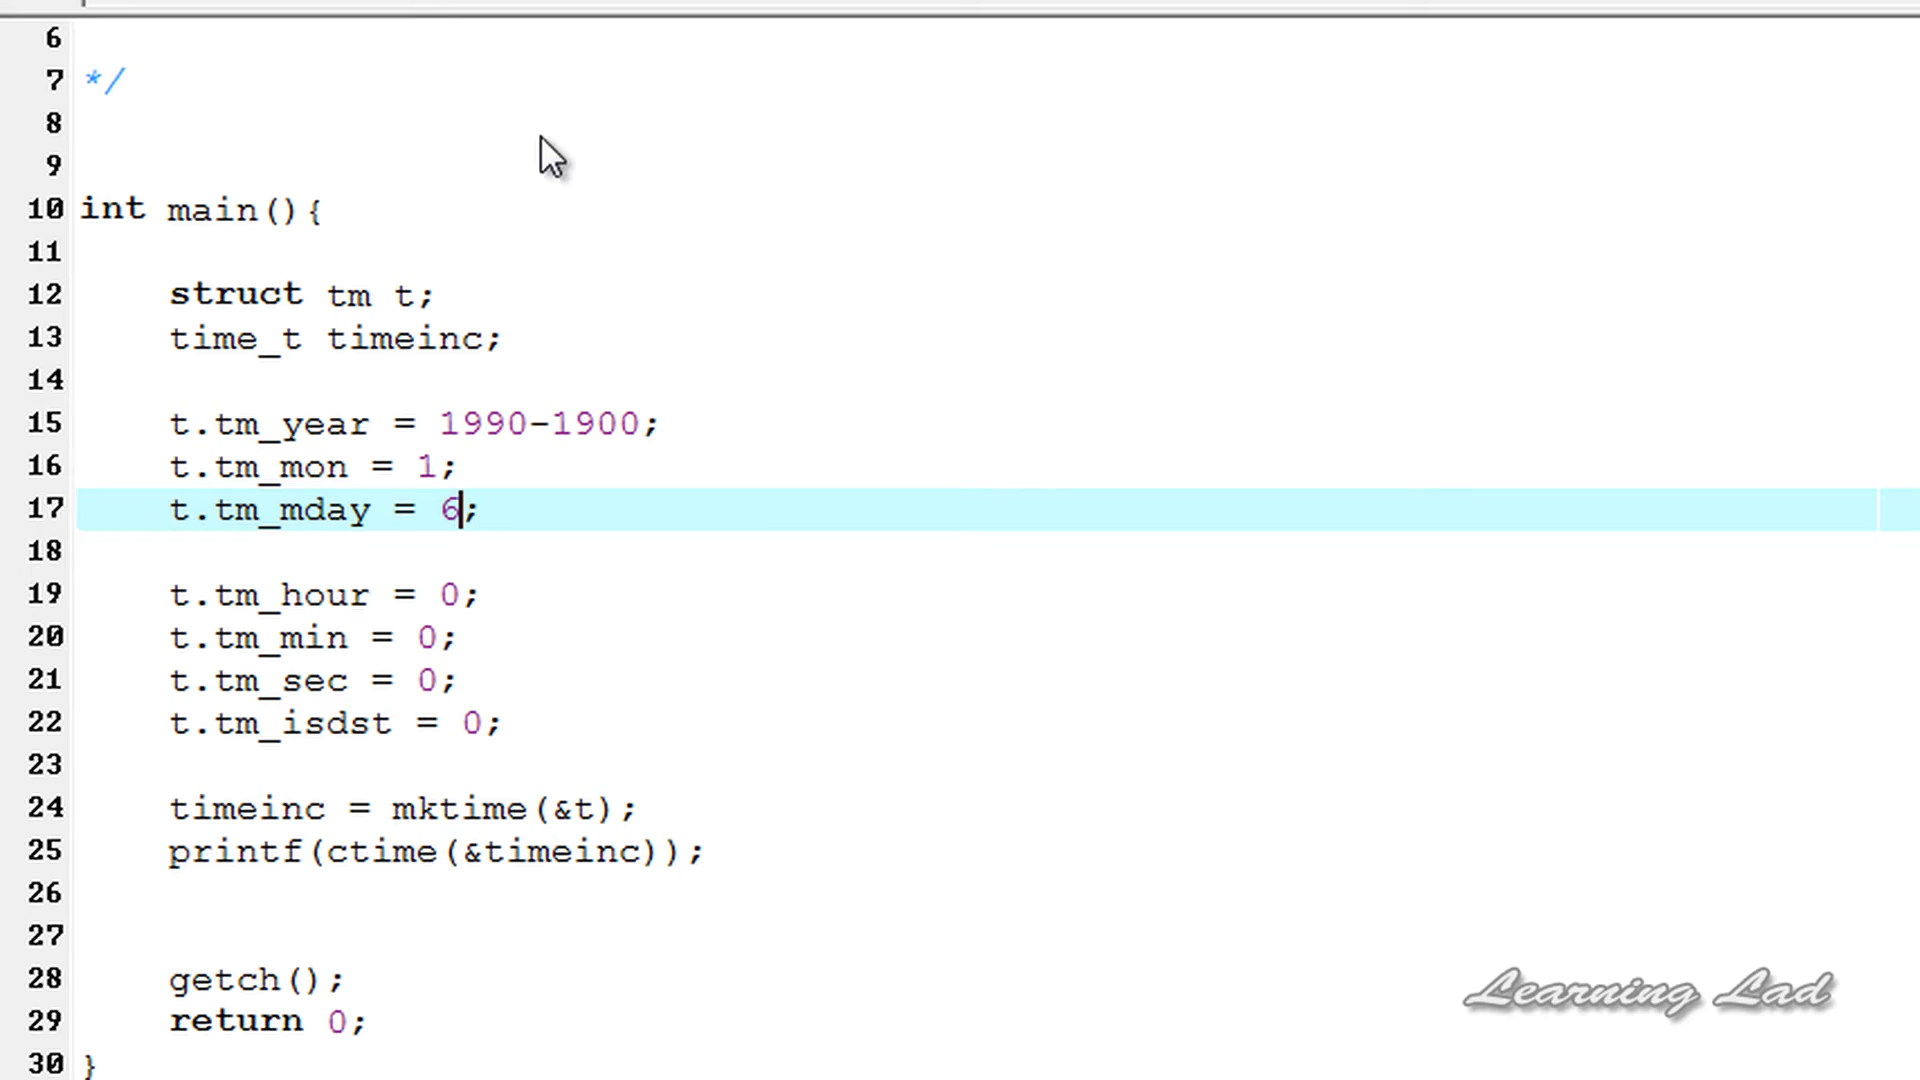 6
7 */
8
9
10 int main(){
11
12 struct tm t;
13 time_t timeinc;
14
15 t.tm_year = 1990-1900;
16 t.tm_mon = 1;
17 t.tm_mday = 6;
18
19 t.tm_hour = 0;
20 t.tm_min = 0;
21 t.tm_sec = 0;
22 t.tm_isdst = 0;
23
24 timeinc = mktime(&t);
25 printf(ctime(&timeinc));
26
27
28 getch();
29 return 0;
30 }
Learning Lad